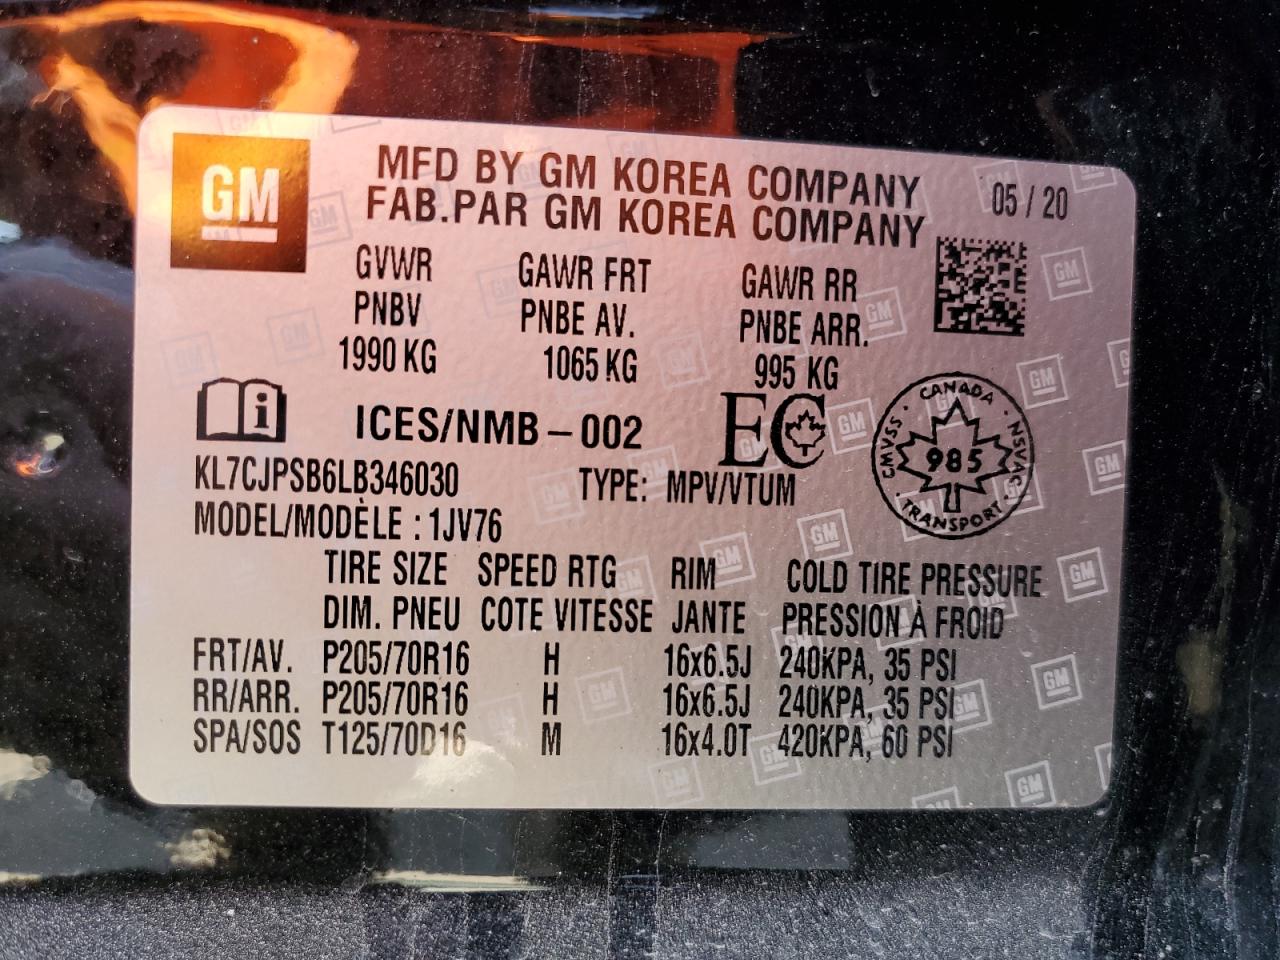 GM
MFD BY GM KOREA COMPANY
FAB.PAR GM KOREA COMPANY
05 / 20
GVWR GAWR FRT GAWR RR
PNBV PNBE AV. PNBE ARR.
1990 KG 1065 KG 995 KG
ICES/NMB – 002 EC
CANADA · NSVAC · TRANSPORT · CMVSS ·
985
KL7CJPSB6LB346030 TYPE: MPV/VTUM
MODEL/MODÈLE : 1JV76
TIRE SIZE SPEED RTG RIM COLD TIRE PRESSURE
DIM. PNEU COTE VITESSE JANTE PRESSION À FROID
FRT/AV. P205/70R16 H 16x6.5J 240KPA, 35 PSI
RR/ARR. P205/70R16 H 16x6.5J 240KPA, 35 PSI
SPA/SOS T125/70D16 M 16x4.0T 420KPA, 60 PSI